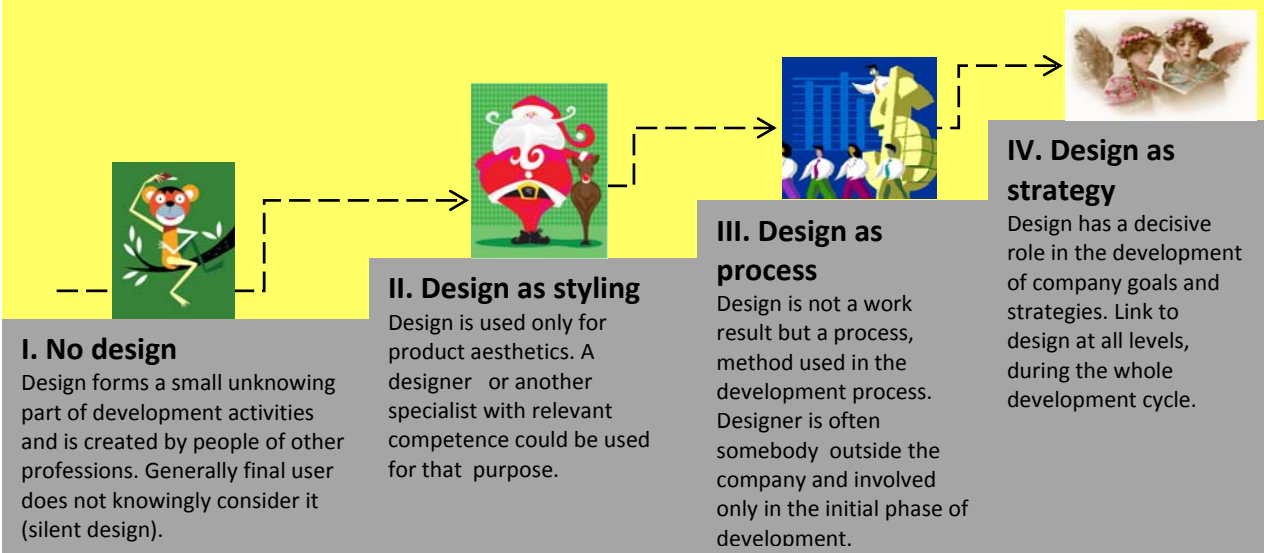 I. No design
Design forms a small unknowing
part of development activities
and is created by people of other
professions. Generally final user
does not knowingly consider it
(silent design).
II. Design as styling
Design is used only for
product aesthetics. A
designer or another
specialist with relevant
competence could be used
for that purpose.
III. Design as
process
Design is not a work
result but a process,
method used in the
development process.
Designer is often
somebody outside the
company and involved
only in the initial phase of
development.
IV. Design as
strategy
Design has a decisive
role in the development
of company goals and
strategies. Link to
design at all levels,
during the whole
development cycle.